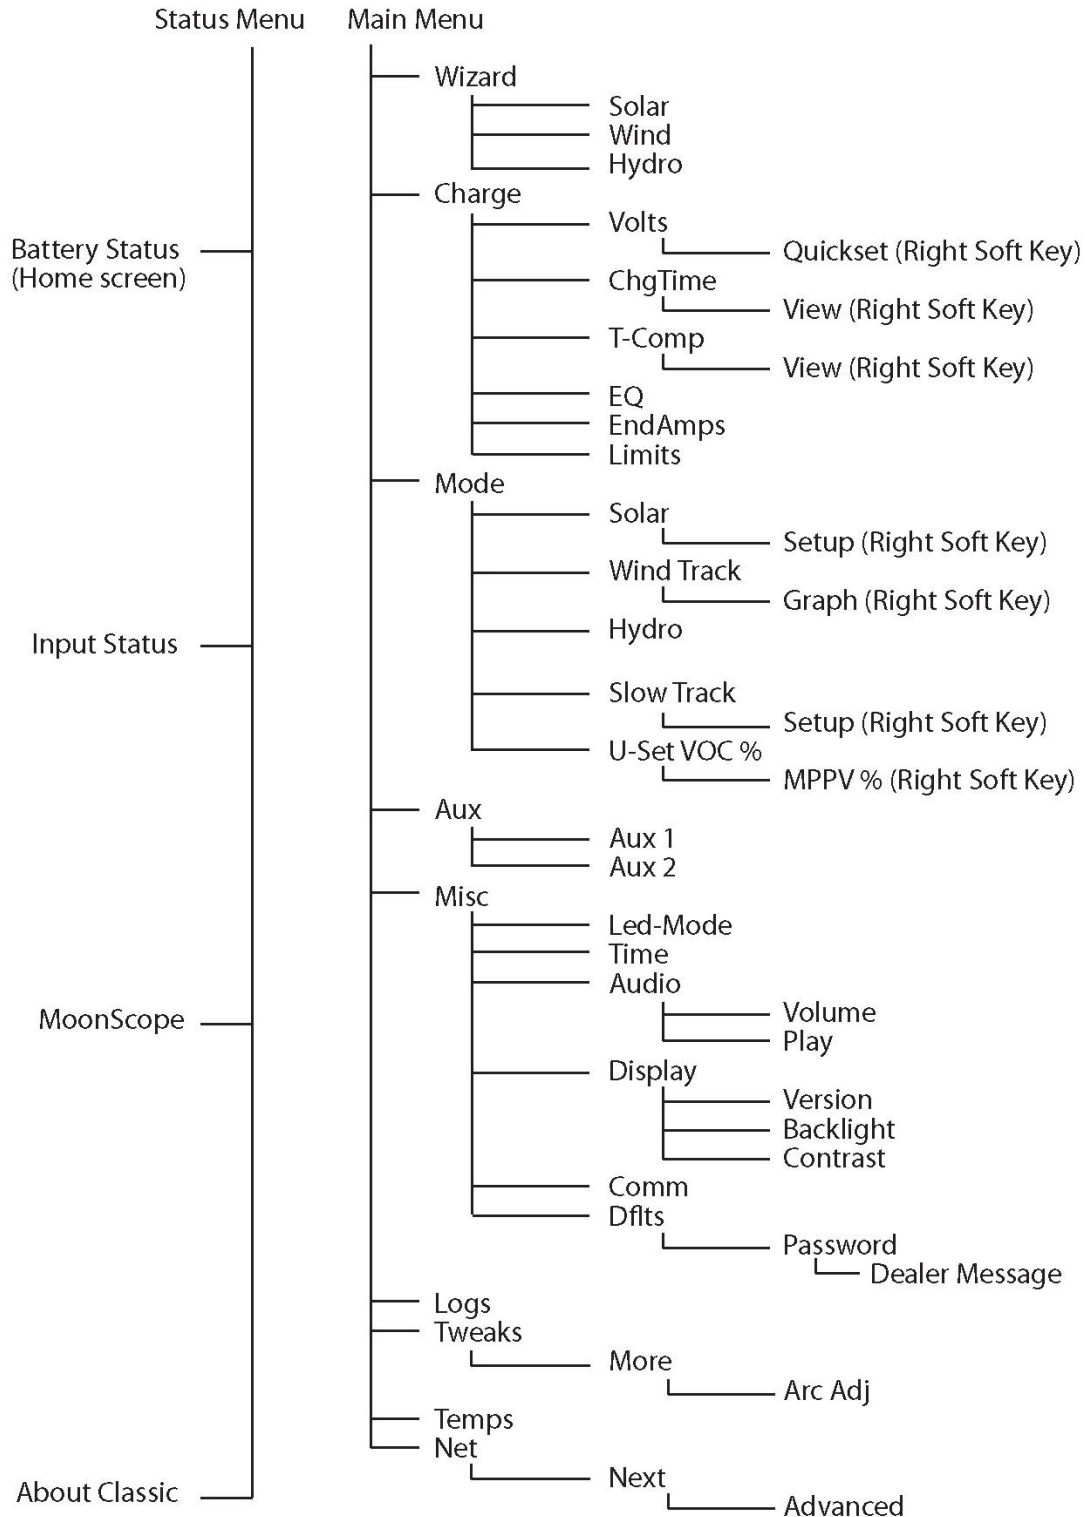 Status Menu
Main Menu
Wizard
Solar
Wind
Hydro
Charge
Volts
Battery Status
(Home screen)
Quickset (Right Soft Key)
ChgTime
View (Right Soft Key)
T-Comp
View (Right Soft Key)
EQ
EndAmps
Limits
Mode
Solar
Setup (Right Soft Key)
Wind Track
Graph (Right Soft Key)
Hydro
Input Status
Slow Track
Setup (Right Soft Key)
U-Set VOC %
MPPV % (Right Soft Key)
Aux
Aux 1
Aux 2
Misc
Led-Mode
Time
Audio
Volume
MoonScope
Play
Display
Version
Backlight
Contrast
Comm
Dflts
Password
Dealer Message
Logs
Tweaks
More
Arc Adj
Temps
Net
Next
About Classic
Advanced